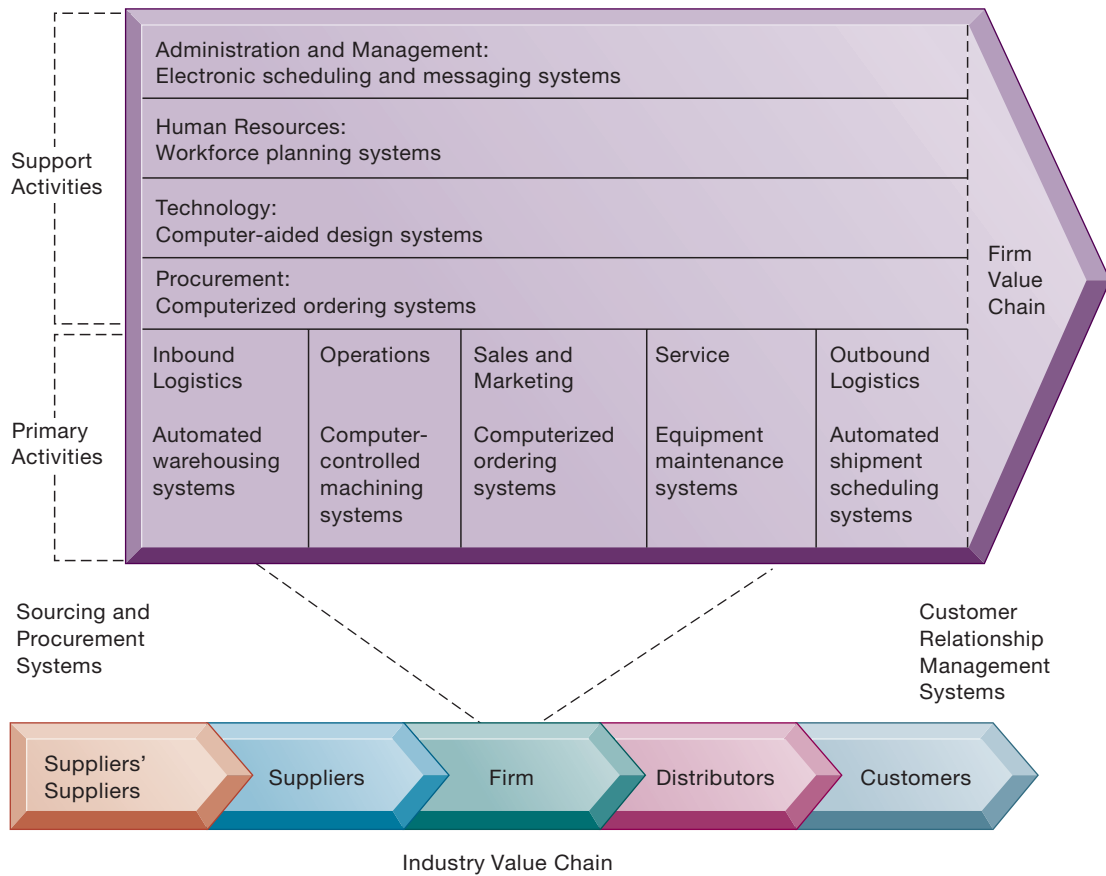 Administration and Management:
Electronic scheduling and messaging systems
Human Resources:
Workforce planning systems
Support
Activities
Technology:
Computer-aided design systems
Procurement:
Computerized ordering systems
Firm
Value
Chain
Primary
Activities
Inbound
Logistics
Automated
warehousing
systems
Operations
Computer-
controlled
machining
systems
Sales and
Marketing
Computerized
ordering
systems
Service
Equipment
maintenance
systems
Outbound
Logistics
Automated
shipment
scheduling
systems
Sourcing and
Procurement
Systems
Customer
Relationship
Management
Systems
Suppliers’
Suppliers
Suppliers
Firm
Distributors
Customers
Industry Value Chain